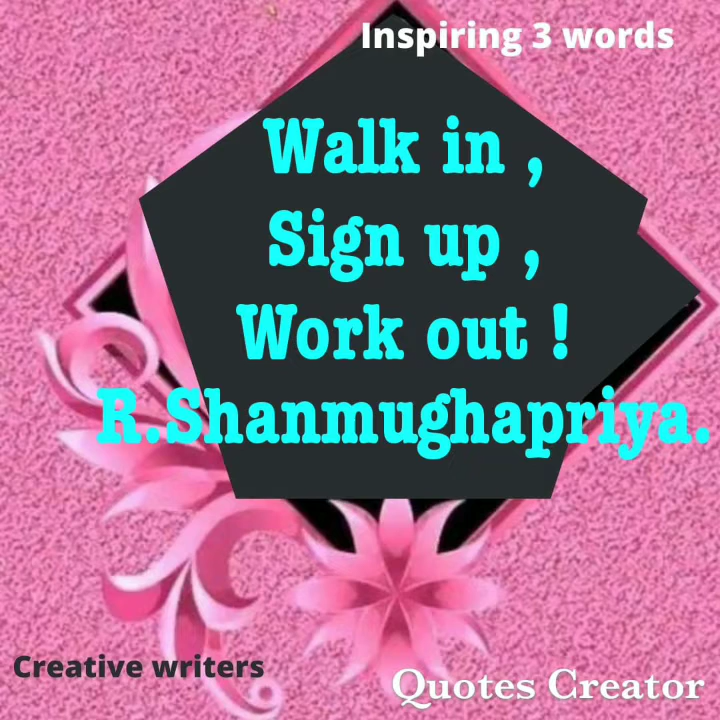 Inspiring 3 words
Walk in ,
Sign up ,
Work out !
R.Shanmughapriya.
Creative writers
Quotes Creator